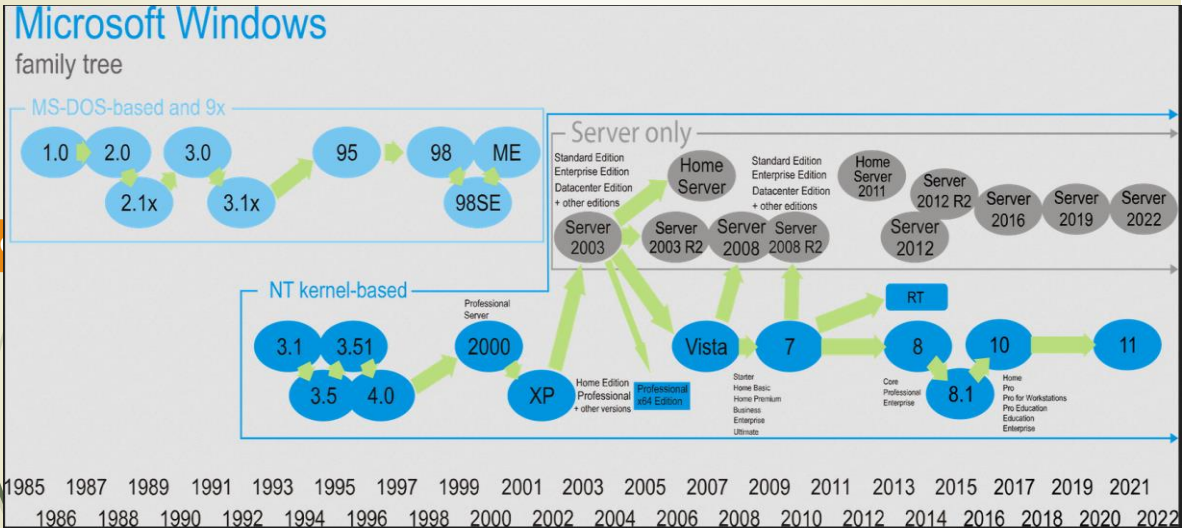 Microsoft Windows
family tree
MS-DOS-based and 9x
1.0
2.0
2.1x
3.0
3.1x
95
98
98SE
ME
Server only
Standard Edition
Enterprise Edition
Datacenter Edition
+ other editions
Server
2003
Home
Server
Server
2003 R2
Server
2008
Standard Edition
Enterprise Edition
Datacenter Edition
+ other editions
Server
2008 R2
Home
Server
2011
Server
2012
Server
2012 R2
Server
2016
Server
2019
Server
2022
NT kernel-based
3.1
3.5
3.51
4.0
Professional
Server
2000
XP
Home Edition
Professional
+ other versions
Professional
x64 Edition
Vista
7
Starter
Home Basic
Home Premium
Business
Enterprise
Ultimate
RT
8
Core
Professional
Enterprise
8.1
10
Home
Pro
Pro for Workstations
Pro Education
Education
Enterprise
11
1985 1987 1989 1991 1993 1995 1997 1999 2001 2003 2005 2007 2009 2011 2013 2015 2017 2019 2021
1986 1988 1990 1992 1994 1996 1998 2000 2002 2004 2006 2008 2010 2012 2014 2016 2018 2020 2022